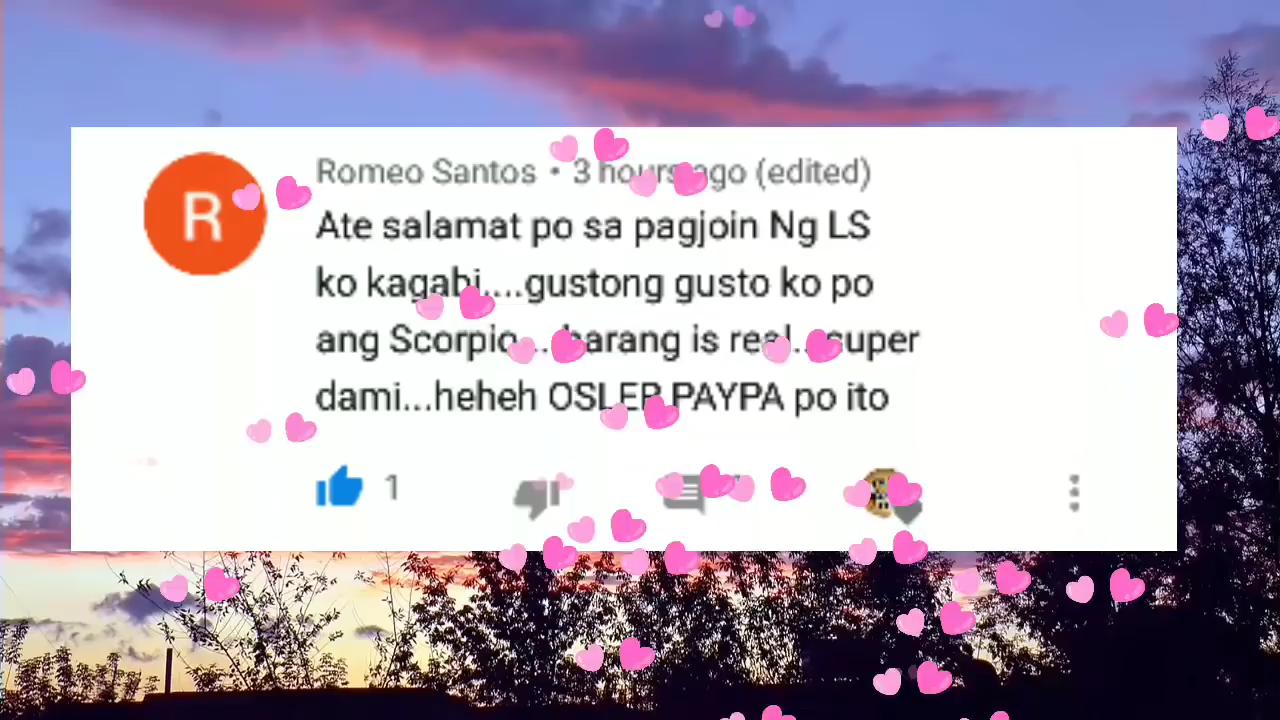 R
Romeo Santos • 3 hours ago (edited)
Ate salamat po sa pagjoin Ng LS
ko kagabi....gustong gusto ko po
ang Scorpio...barang is real...super
dami...heheh OSLER PAYPA po ito
1